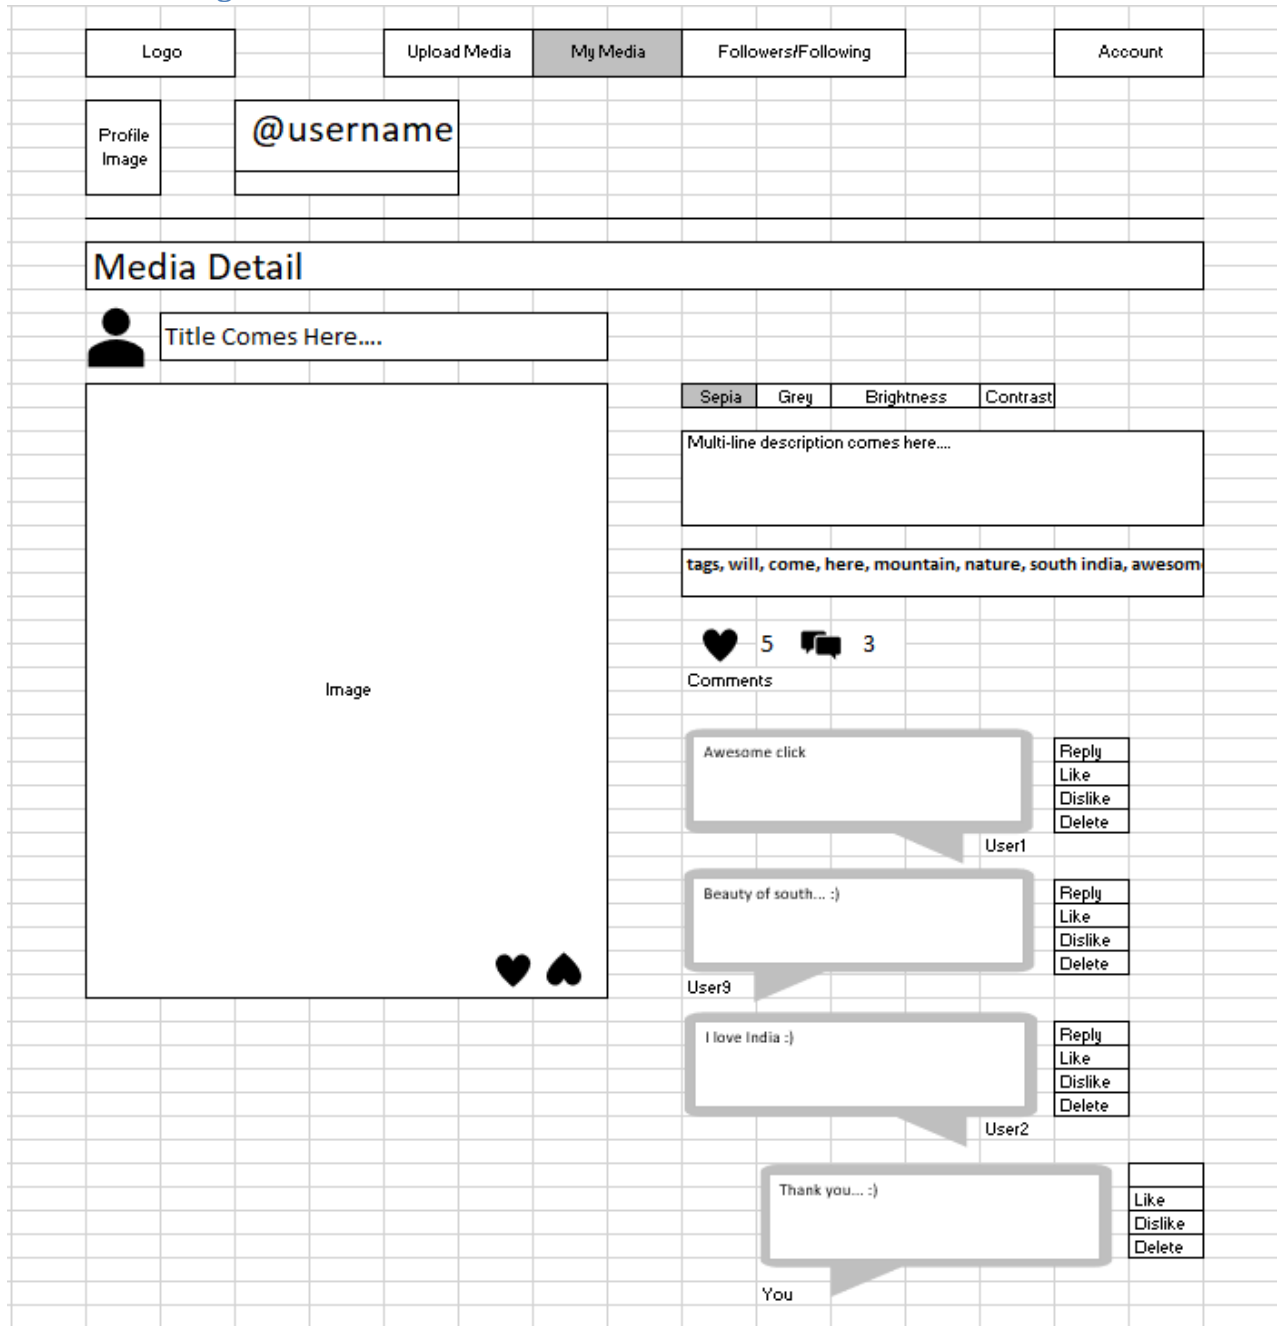 Logo
Upload Media
My Media
Followers/Following
Account
Profile
Image
@username
Media Detail
Title Comes Here....
Sepia
Grey
Brightness
Contrast
Multi-line description comes here....
tags, will, come, here, mountain, nature, south india, awesom
5
3
Comments
Image
Awesome click
Reply
Like
Dislike
Delete
User1
Beauty of south... :)
Reply
Like
Dislike
Delete
User9
I love India :)
Reply
Like
Dislike
Delete
User2
Thank you... :)
Like
Dislike
Delete
You